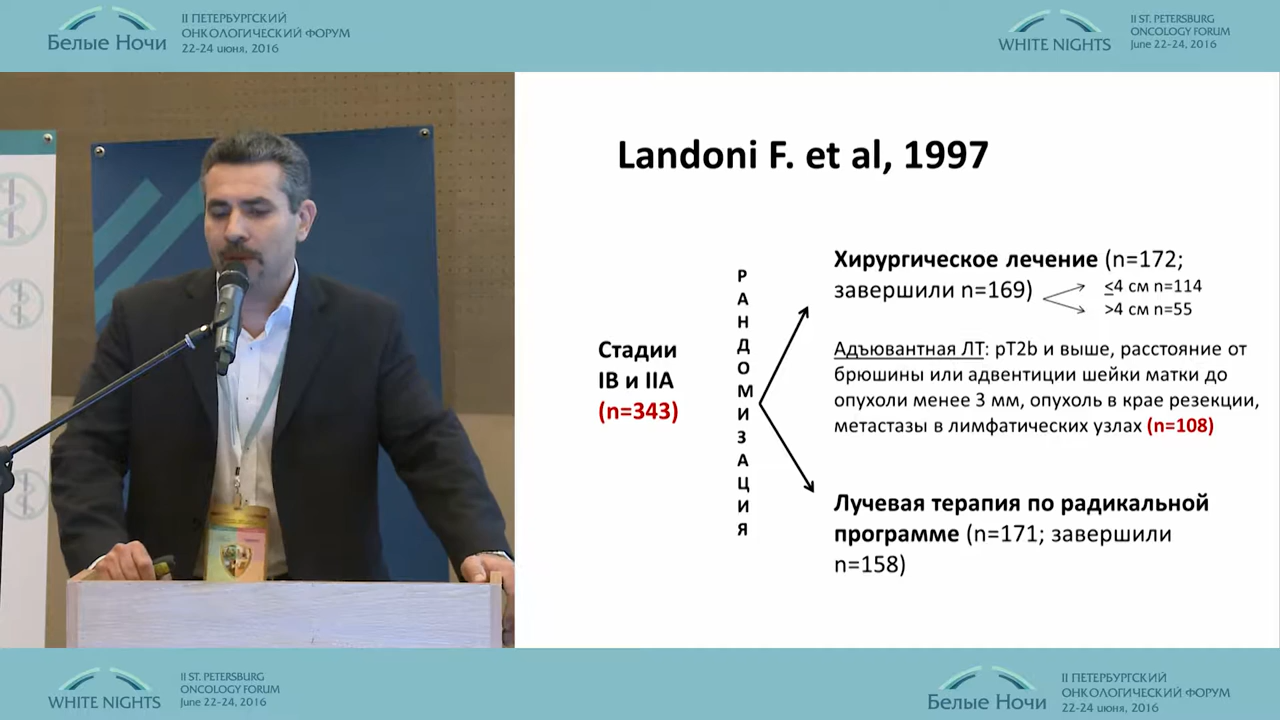 Белые Ночи
II ПЕТЕРБУРГСКИЙ
ОНКОЛОГИЧЕСКИЙ ФОРУМ
22-24 июня, 2016
WHITE NIGHTS
II ST. PETERSBURG
ONCOLOGY FORUM
June 22-24, 2016
Landoni F. et al, 1997
Стадии
IB и IIA
(n=343)
РАНДОМИЗАЦИЯ
Хирургическое лечение (n=172;
завершили n=169)
≤4 см n=114
>4 см n=55
Адъювантная ЛТ: pT2b и выше, расстояние от
брюшины или адвентиции шейки матки до
опухоли менее 3 мм, опухоль в крае резекции,
метастазы в лимфатических узлах (n=108)
Лучевая терапия по радикальной
программе (n=171; завершили
n=158)
WHITE NIGHTS
II ST. PETERSBURG
ONCOLOGY FORUM
June 22-24, 2016
Белые Ночи
II ПЕТЕРБУРГСКИЙ
ОНКОЛОГИЧЕСКИЙ ФОРУМ
22-24 июня, 2016